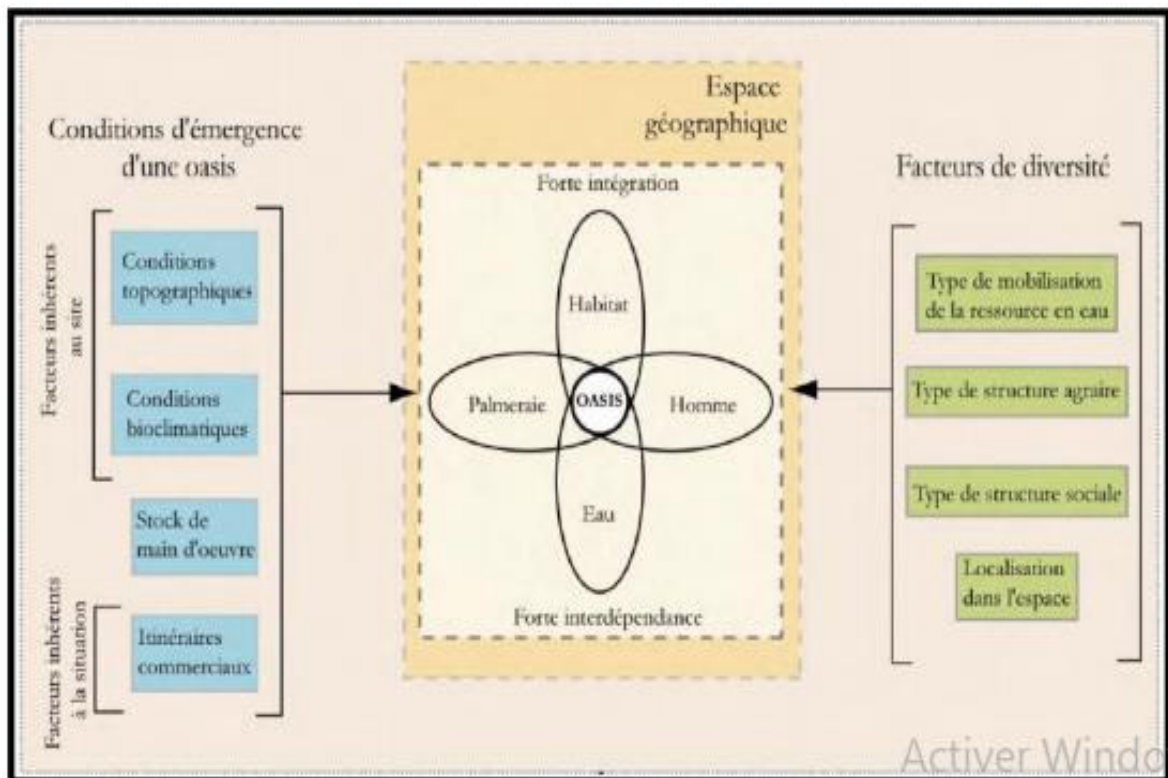 Conditions d'émergence
d'une oasis
Facteurs inhérents
au site
Conditions
topographiques
Conditions
bioclimatiques
Stock de
main d'oeuvre
Facteurs inhérents
à la situation
Itinéraires
commerciaux
Espace
géographique
Forte intégration
Habitat
Palmeraie
OASIS
Homme
Eau
Forte interdépendance
Facteurs de diversité
Type de mobilisation
de la ressource en eau
Type de structure agraire
Type de structure sociale
Localisation
dans l'espace
Activer Windo